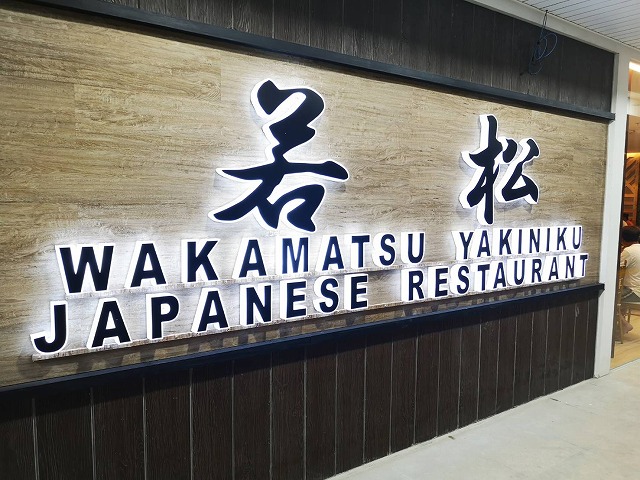 若松
WAKAMATSU YAKINIKU
JAPANESE RESTAURANT